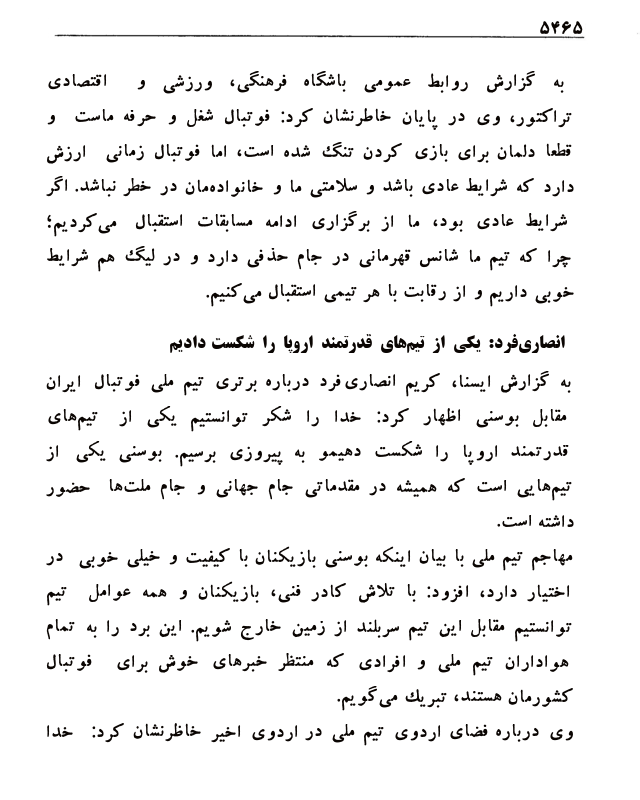 ۵۴۶۵
به گزارش روابط عمومی باشگاه فرهنگی، ورزشی و اقتصادی
تراکتور، وی در پایان خاطرنشان کرد: فوتبال شغل و حرفه ماست و
قطعا دلمان برای بازی کردن تنگ شده است، اما فوتبال زمانی ارزش
دارد که شرایط عادی باشد و سلامتی ما و خانواده‌مان در خطر نباشد. اگر
شرایط عادی بود، ما از برگزاری ادامه مسابقات استقبال می‌کردیم؛
چرا که تیم ما شانس قهرمانی در جام حذفی دارد و در لیگ هم شرایط
خوبی داریم و از رقابت با هر تیمی استقبال می‌کنیم.
انصاری‌فرد: یکی از تیم‌های قدرتمند اروپا را شکست دادیم
به گزارش ایسنا، کریم انصاری‌فرد درباره برتری تیم ملی فوتبال ایران
مقابل بوسنی اظهار کرد: خدا را شکر توانستیم یکی از تیم‌های
قدرتمند اروپا را شکست دهیمو به پیروزی برسیم. بوسنی یکی از
تیم‌هایی است که همیشه در مقدماتی جام جهانی و جام ملت‌ها حضور
داشته است.
مهاجم تیم ملی با بیان اینکه بوسنی بازیکنان با کیفیت و خیلی خوبی در
اختیار دارد، افزود: با تلاش کادر فنی، بازیکنان و همه عوامل تیم
توانستیم مقابل این تیم سربلند از زمین خارج شویم. این برد را به تمام
هواداران تیم ملی و افرادی که منتظر خبرهای خوش برای فوتبال
کشورمان هستند، تبریک می‌گویم.
وی درباره فضای اردوی تیم ملی در اردوی اخیر خاظرنشان کرد: خدا